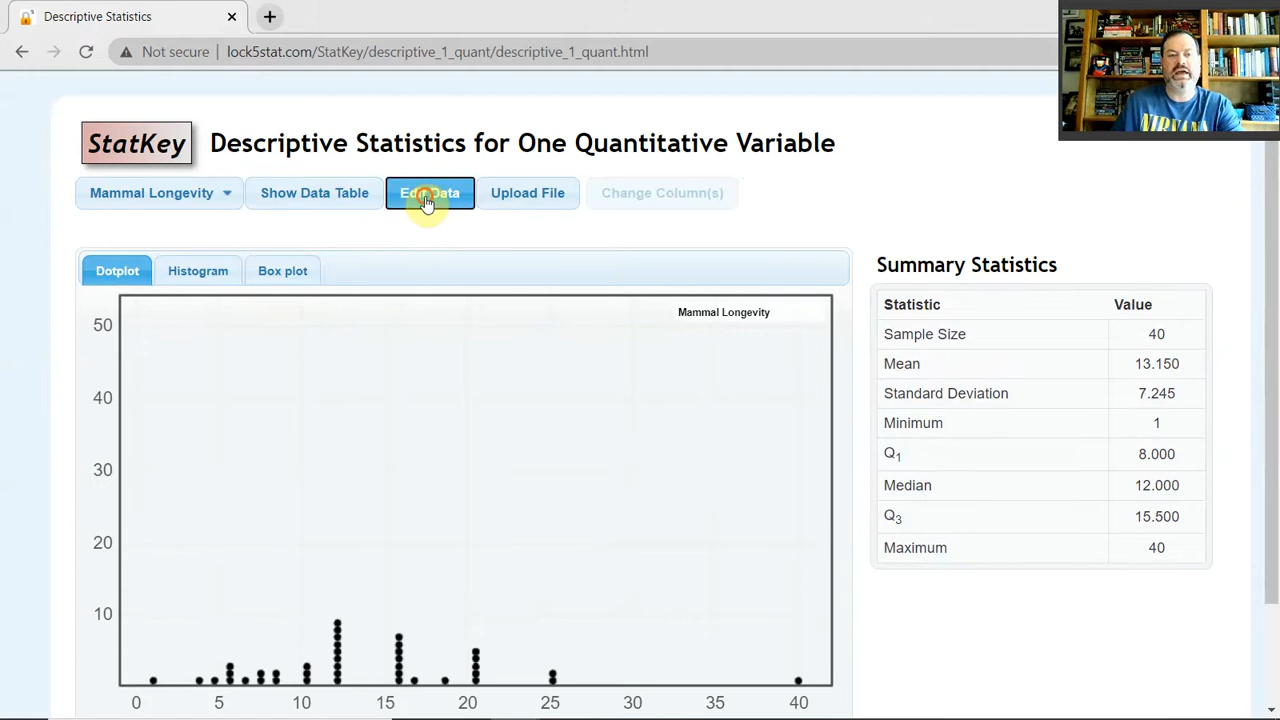 Descriptive Statistics
Not secure | lock5stat.com/StatKey/descriptive_1_quant/descriptive_1_quant.html
StatKey Descriptive Statistics for One Quantitative Variable
Mammal Longevity Show Data Table Edit Data Upload File Change Column(s)
Dotplot Histogram Box plot
Mammal Longevity
50
40
30
20
10
0 5 10 15 20 25 30 35 40
Summary Statistics
Statistic Value
Sample Size 40
Mean 13.150
Standard Deviation 7.245
Minimum 1
Q1 8.000
Median 12.000
Q3 15.500
Maximum 40
NIRVANA